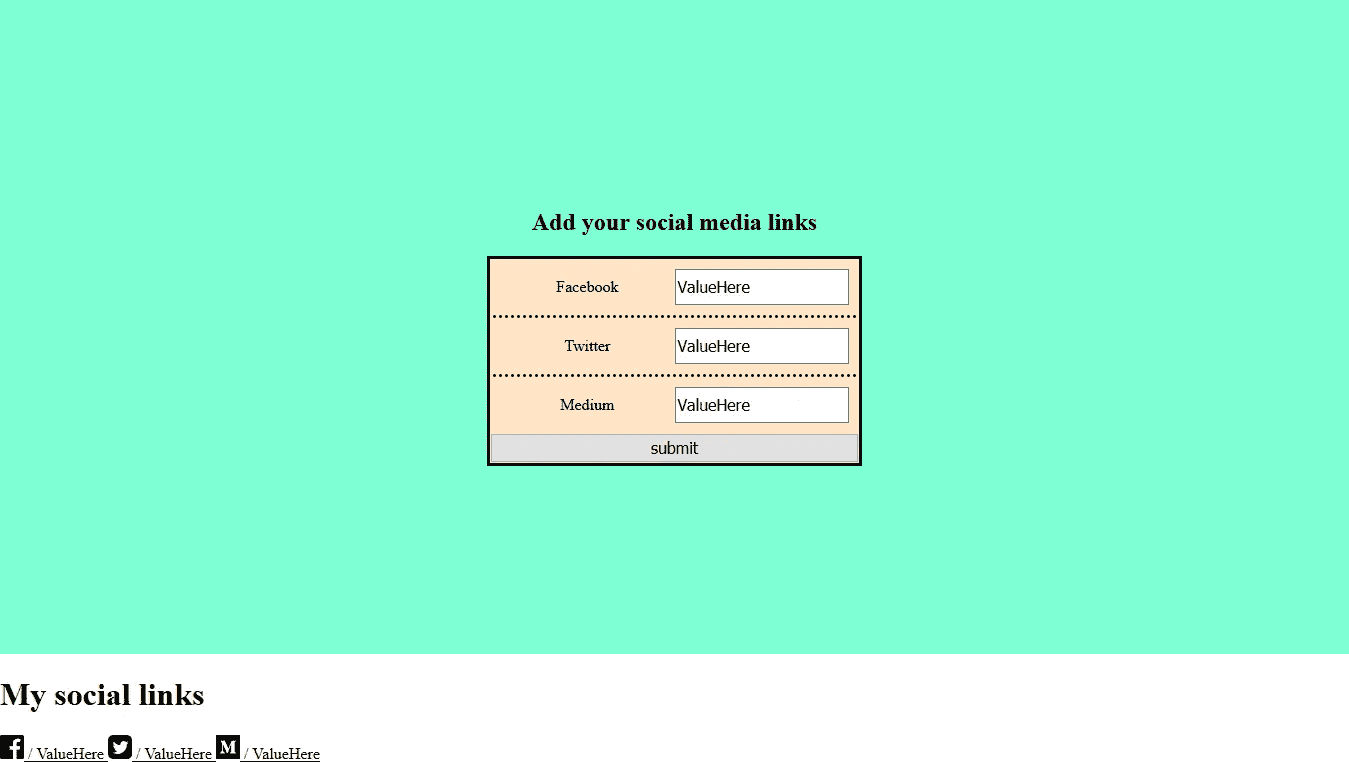 Add your social media links
Facebook ValueHere
Twitter ValueHere
Medium ValueHere
submit
My social links
/ ValueHere / ValueHere M / ValueHere